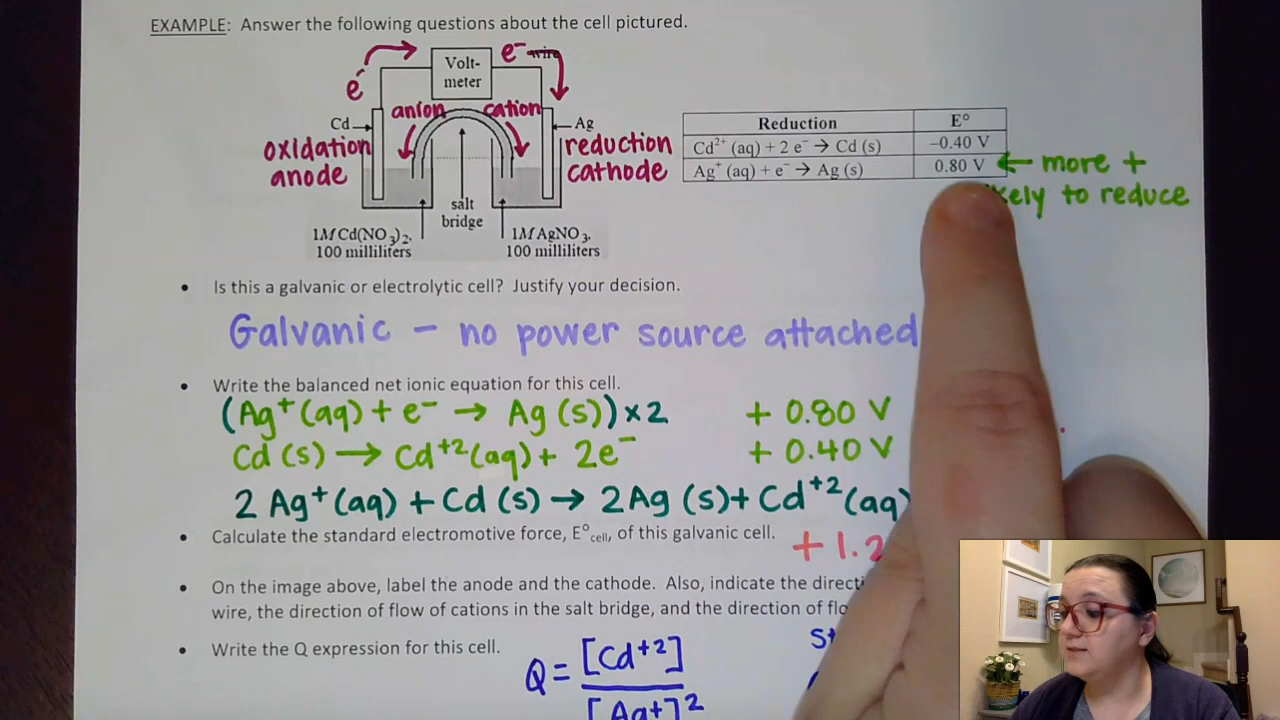 EXAMPLE: Answer the following questions about the cell pictured.
e⁻ wire
Volt-
meter
e⁻
anion cation
Cd Ag
oxidation
anode
reduction
cathode
salt
bridge
1M Cd(NO₃)₂,
100 milliliters
1M AgNO₃,
100 milliliters
Reduction E°
Cd²⁺ (aq) + 2 e⁻ → Cd (s) −0.40 V
Ag⁺ (aq) + e⁻ → Ag (s) 0.80 V
← more +
to reduce
• Is this a galvanic or electrolytic cell? Justify your decision.
Galvanic – no power source attached
• Write the balanced net ionic equation for this cell.
(Ag⁺(aq) + e⁻ → Ag (s)) x2 + 0.80 V
Cd (s) → Cd⁺²(aq) + 2e⁻ + 0.40 V
2 Ag⁺(aq) + Cd (s) → 2Ag (s) + Cd⁺²(aq)
• Calculate the standard electromotive force, E°cell, of this galvanic cell. + 1.2
• On the image above, label the anode and the cathode. Also, indicate the
wire, the direction of flow of cations in the salt bridge, and the direction of
• Write the Q expression for this cell.
Q = [Cd⁺²]
[Ag⁺]²